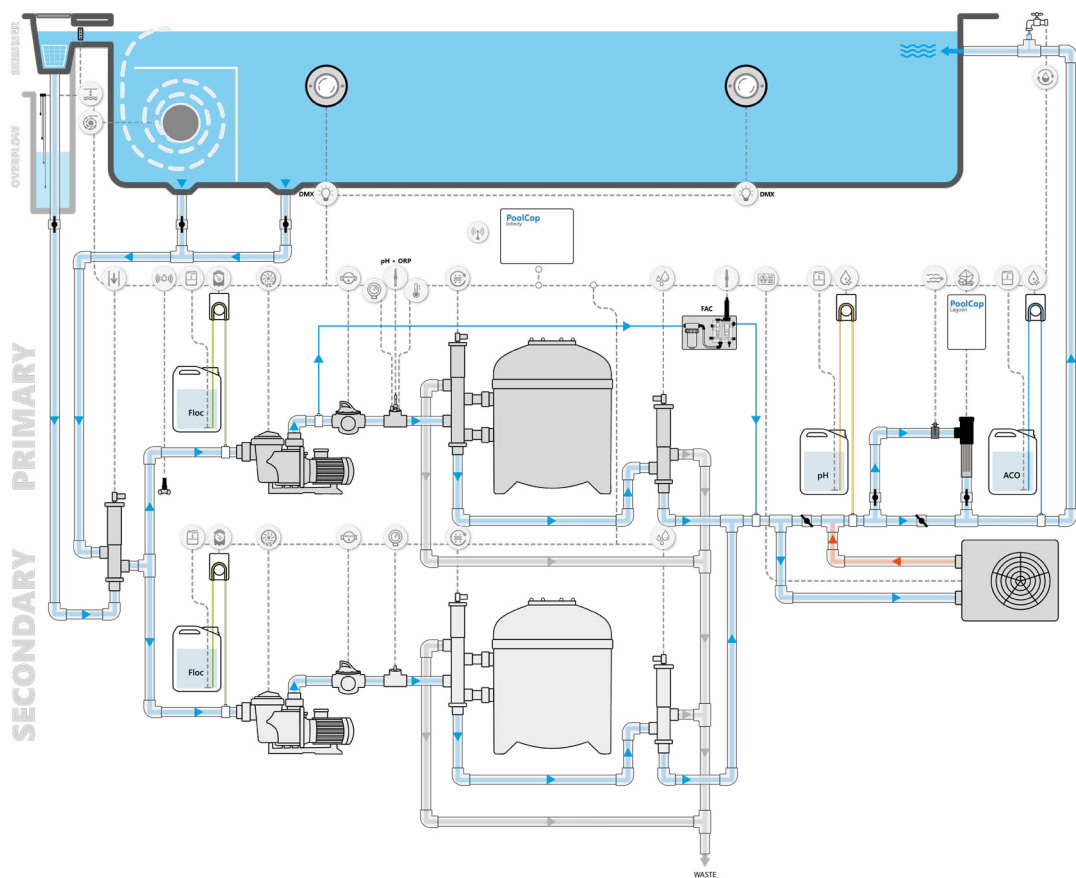 SKIMMER
OVERFLOW
DMX
DMX
PoolCop
Infinity
pH + ORP
FAC
PoolCop
Lagoon
PRIMARY
Floc
pH
ACO
SECONDARY
Floc
WASTE